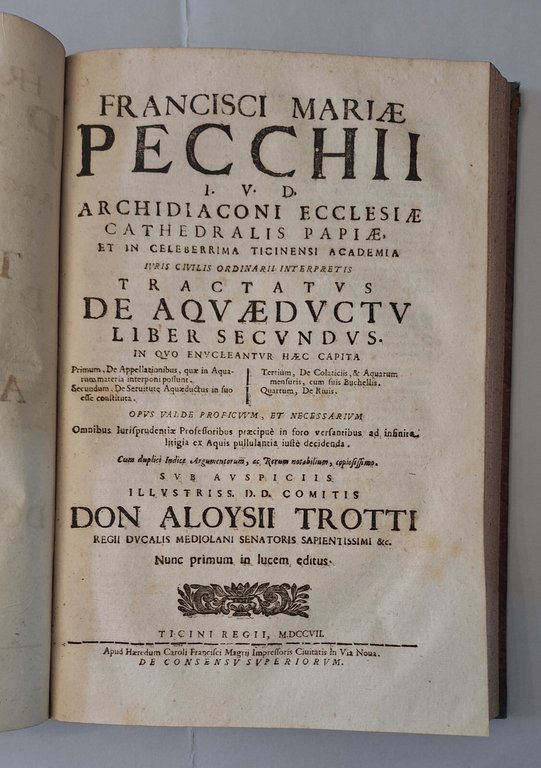 FRANCISCI MARIÆ
PECCHII
I. V. D.
ARCHIDIACONI ECCLESIÆ
CATHEDRALIS PAPIÆ,
ET IN CELEBERRIMA TICINENSI ACADEMIA
IVRIS CIVILIS ORDINARII INTERPRETIS
TRACTATVS
DE AQVÆDVCTV
LIBER SECVNDVS.
IN QVO ENVCLEANTVR HÆC CAPITA
Primum. De Appellationibus, quæ in Aqua-
rum materia interponi possunt.
Secundum. De Seruitute Aquæductus in suo
esse constituta.
Tertium, De Colaticiis, & Aquarum
mensuris, cum suis Buchellis.
Quartum, De Riuis.
OPVS VALDE PROFICVVM, ET NECESSARIVM
Omnibus Iurisprudentiæ Professoribus præcipuè in foro versantibus ad infinita
litigia ex Aquis pullulantia iustè decidenda.
Cum duplici Indice Argumentorum, ac Rerum notabilium, copiosissimo.
SVB AVSPICIIS
ILLVSTRISS. D.D. COMITIS
DON ALOYSII TROTTI
REGII DVCALIS MEDIOLANI SENATORIS SAPIENTISSIMI &c.
Nunc primum in lucem editus.
TICINI REGII, M.DCCVII.
Apud Hæredum Caroli Francisci Magrij Impressoris Ciuitatis In Via Noua.
DE CONSENSV SVPERIORVM.